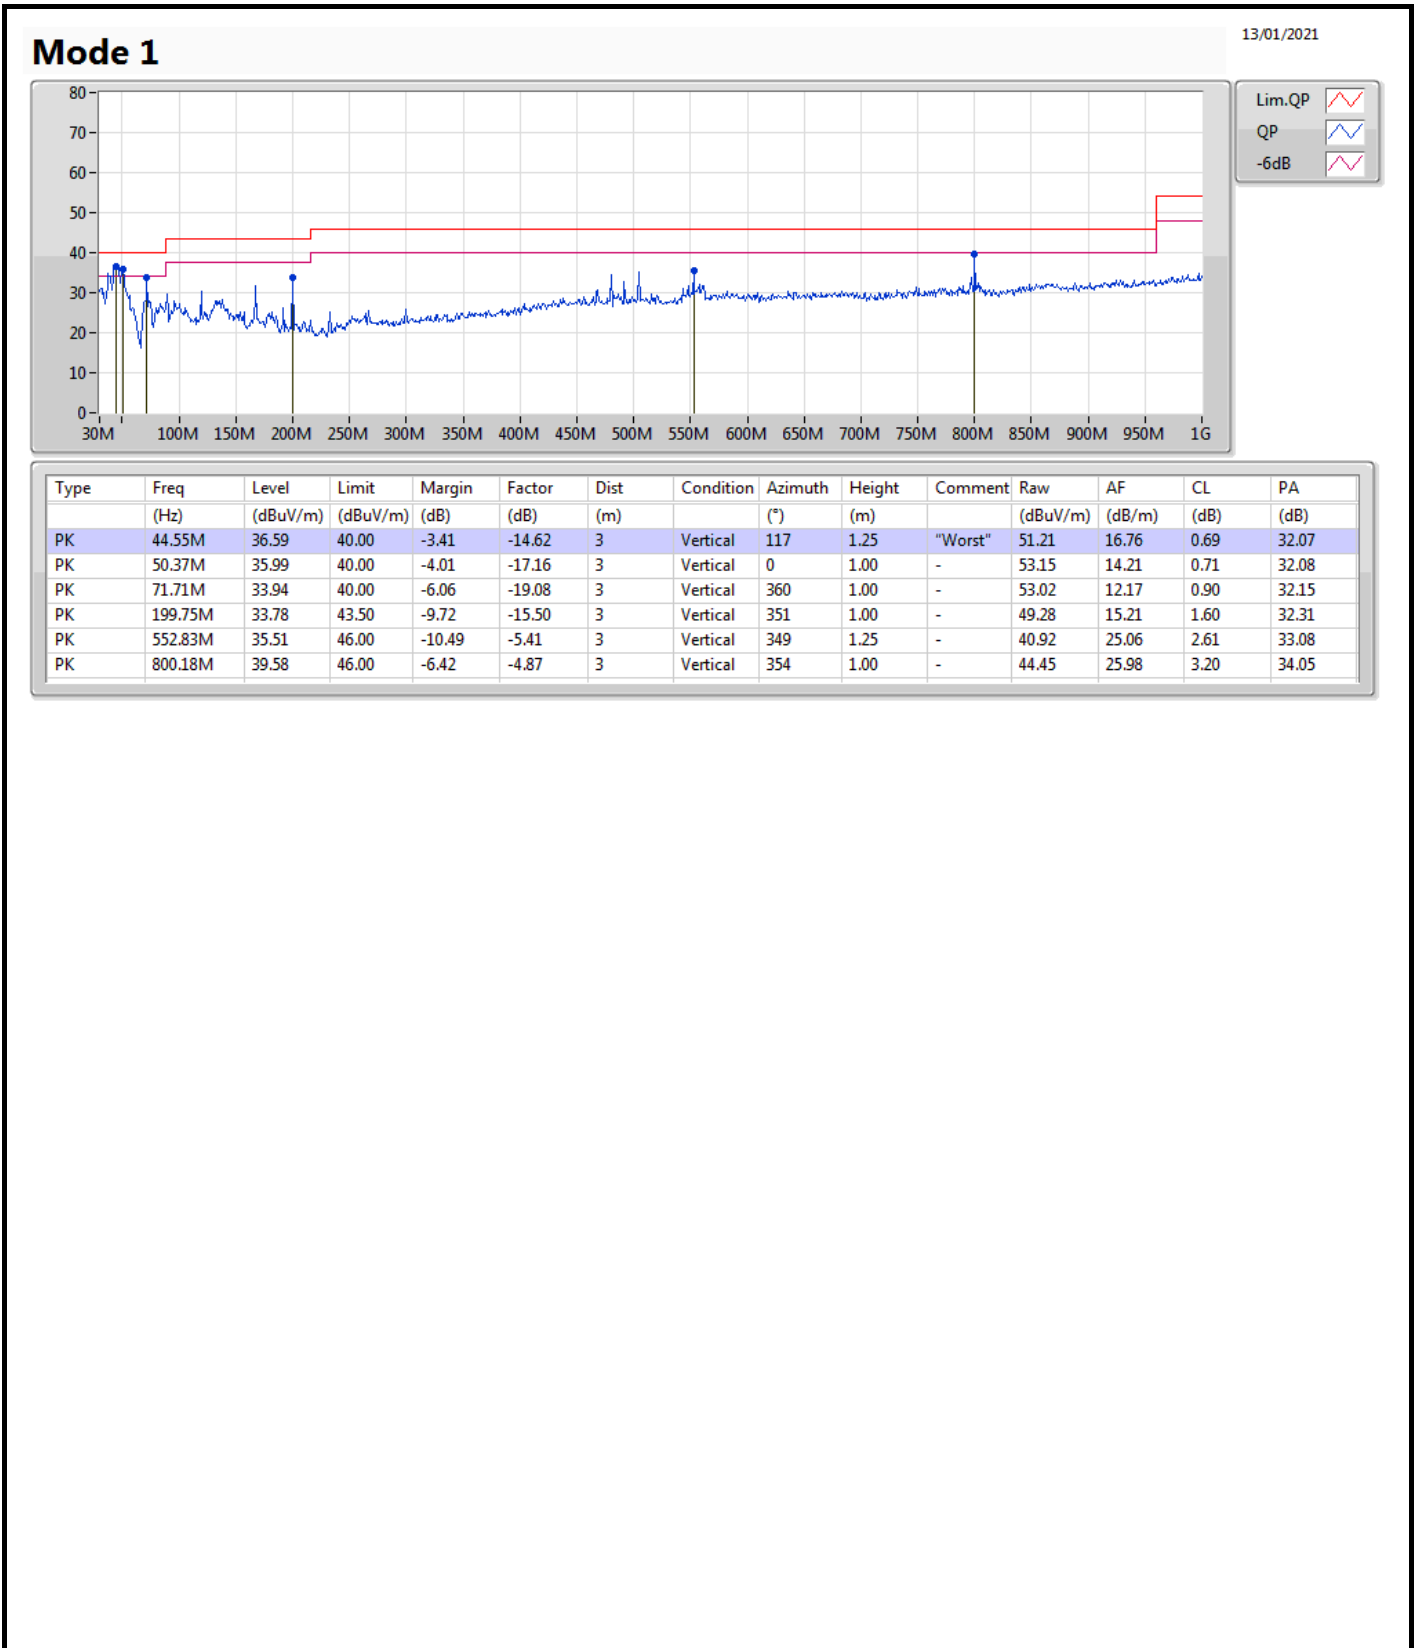 13/01/2021
Mode 1
80
70
60
50
40
30
20
10
0
30M 100M 150M 200M 250M 300M 350M 400M 450M 500M 550M 600M 650M 700M 750M 800M 850M 900M 950M 1G
Lim.QP
QP
-6dB
Type Freq Level Limit Margin Factor Dist Condition Azimuth Height Comment Raw AF CL PA
(Hz) (dBuV/m) (dBuV/m) (dB) (dB) (m) (°) (m) (dBuV/m) (dB/m) (dB) (dB)
PK 44.55M 36.59 40.00 -3.41 -14.62 3 Vertical 117 1.25 "Worst" 51.21 16.76 0.69 32.07
PK 50.37M 35.99 40.00 -4.01 -17.16 3 Vertical 0 1.00 - 53.15 14.21 0.71 32.08
PK 71.71M 33.94 40.00 -6.06 -19.08 3 Vertical 360 1.00 - 53.02 12.17 0.90 32.15
PK 199.75M 33.78 43.50 -9.72 -15.50 3 Vertical 351 1.00 - 49.28 15.21 1.60 32.31
PK 552.83M 35.51 46.00 -10.49 -5.41 3 Vertical 349 1.25 - 40.92 25.06 2.61 33.08
PK 800.18M 39.58 46.00 -6.42 -4.87 3 Vertical 354 1.00 - 44.45 25.98 3.20 34.05